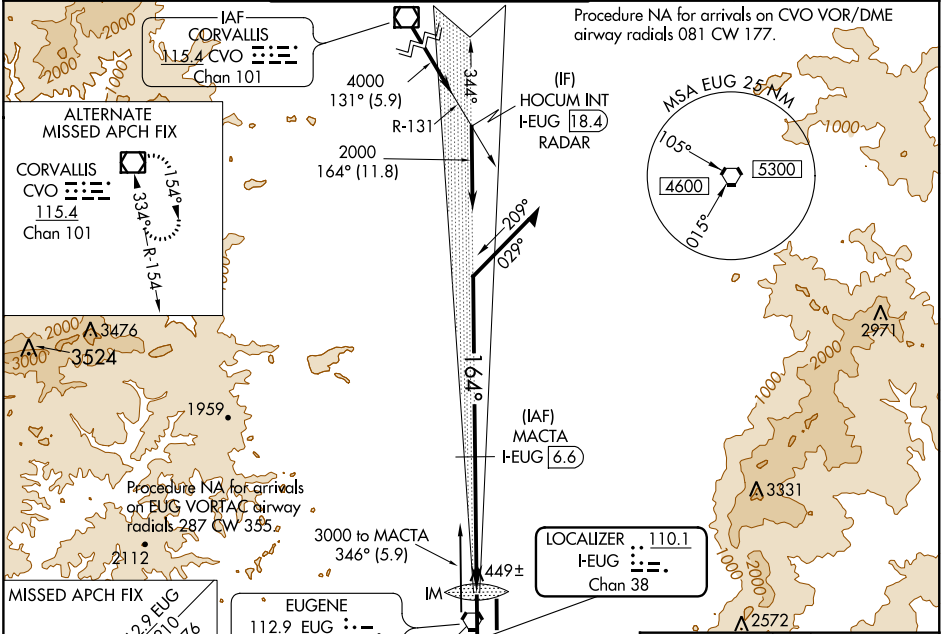 IAF
CORVALLIS
115.4 CVO
Chan 101
Procedure NA for arrivals on CVO VOR/DME
airway radials 081 CW 177.
4000
131° (5.9)
R-131
344°
(IF)
HOCUM INT
I-EUG 18.4
RADAR
2000
164° (11.8)
MSA EUG 25 NM
105°
4600
5300
015°
1000
2000
ALTERNATE
MISSED APCH FIX
CORVALLIS
CVO
115.4
Chan 101
154°
334°
R-154
209°
029°
2000
3000
3476
3524
1959
164°
2971
2000
1000
(IAF)
MACTA
I-EUG 6.6
3331
Procedure NA for arrivals
on EUG VORTAC airway
radials 287 CW 355.
2112
3000 to MACTA
346° (5.9)
LOCALIZER 110.1
I-EUG
Chan 38
449±
IM
1000
2000
2572
MISSED APCH FIX
EUGENE
112.9 EUG